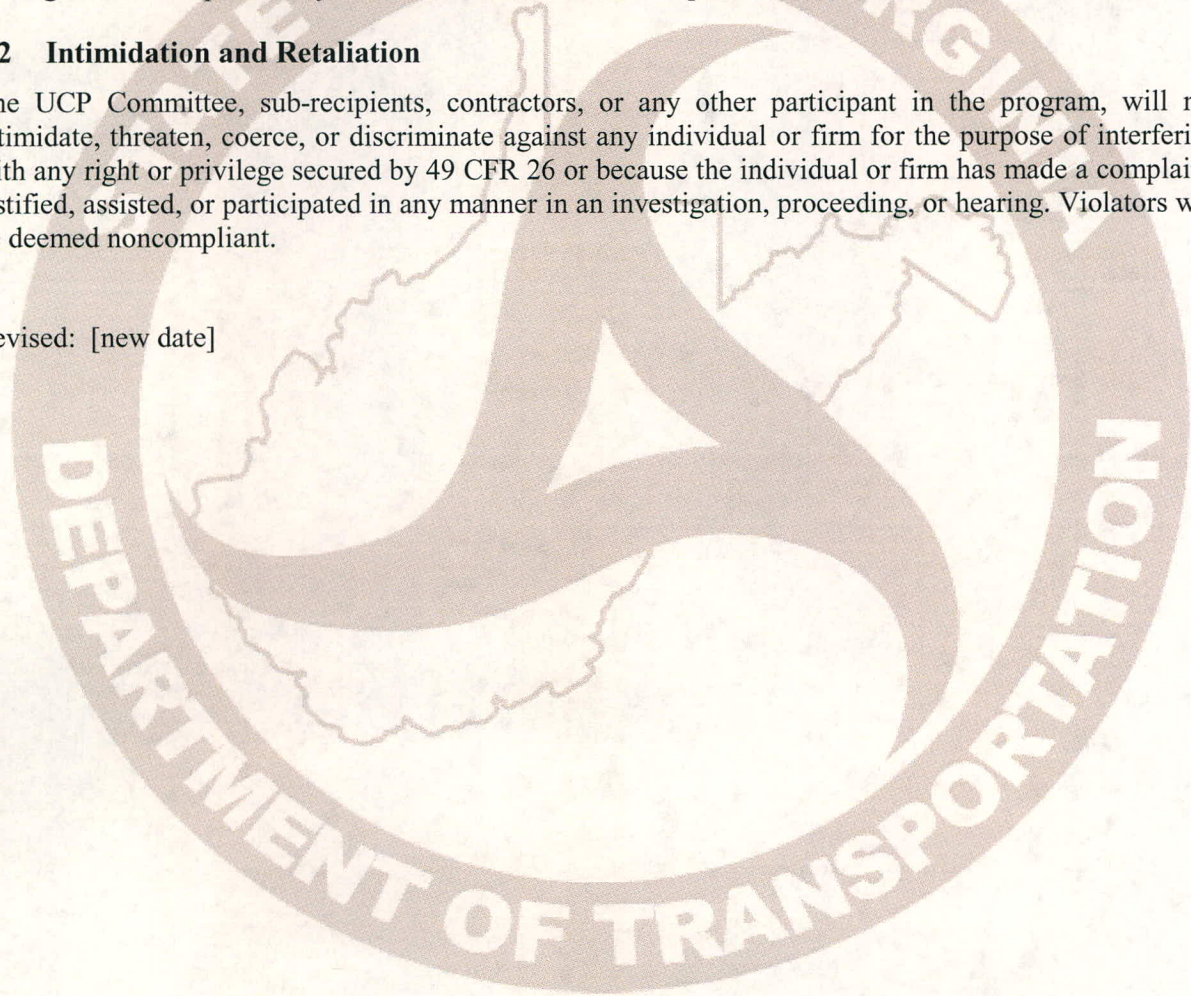 2 Intimidation and Retaliation
he UCP Committee, sub-recipients, contractors, or any other participant in the program, will
timidate, threaten, coerce, or discriminate against any individual or firm for the purpose of interferi
ith any right or privilege secured by 49 CFR 26 or because the individual or firm has made a complai
stified, assisted, or participated in any manner in an investigation, proceeding, or hearing. Violators w
deemed noncompliant.
evised: [new date]
STATE
RGINIA
DEPARTMENT OF TRANSPORTATION